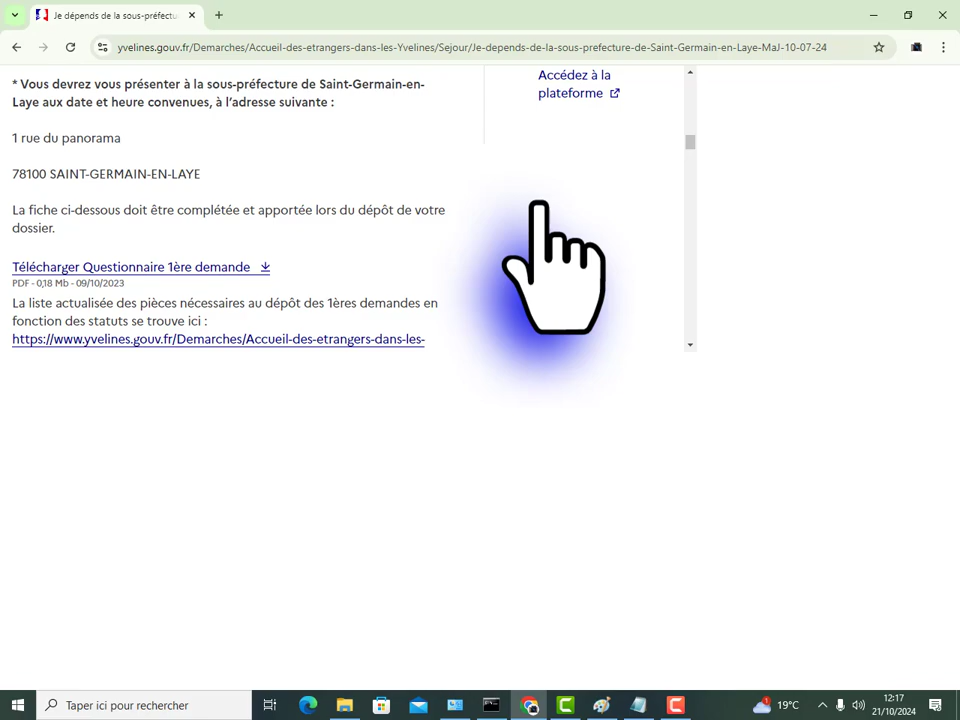 Je dépends de la sous-préfectu
yvelines.gouv.fr/Demarches/Accueil-des-etrangers-dans-les-Yvelines/Sejour/Je-depends-de-la-sous-prefecture-de-Saint-Germain-en-Laye-MaJ-10-07-24
* Vous devrez vous présenter à la sous-préfecture de Saint-Germain-en-
Laye aux date et heure convenues, à l'adresse suivante :
1 rue du panorama
78100 SAINT-GERMAIN-EN-LAYE
La fiche ci-dessous doit être complétée et apportée lors du dépôt de votre
dossier.
Télécharger Questionnaire 1ère demande
PDF - 0,18 Mb - 09/10/2023
La liste actualisée des pièces nécessaires au dépôt des 1ères demandes en
fonction des statuts se trouve ici :
https://www.yvelines.gouv.fr/Demarches/Accueil-des-etrangers-dans-les-
Accédez à la
plateforme
Taper ici pour rechercher
19°C
12:17
21/10/2024